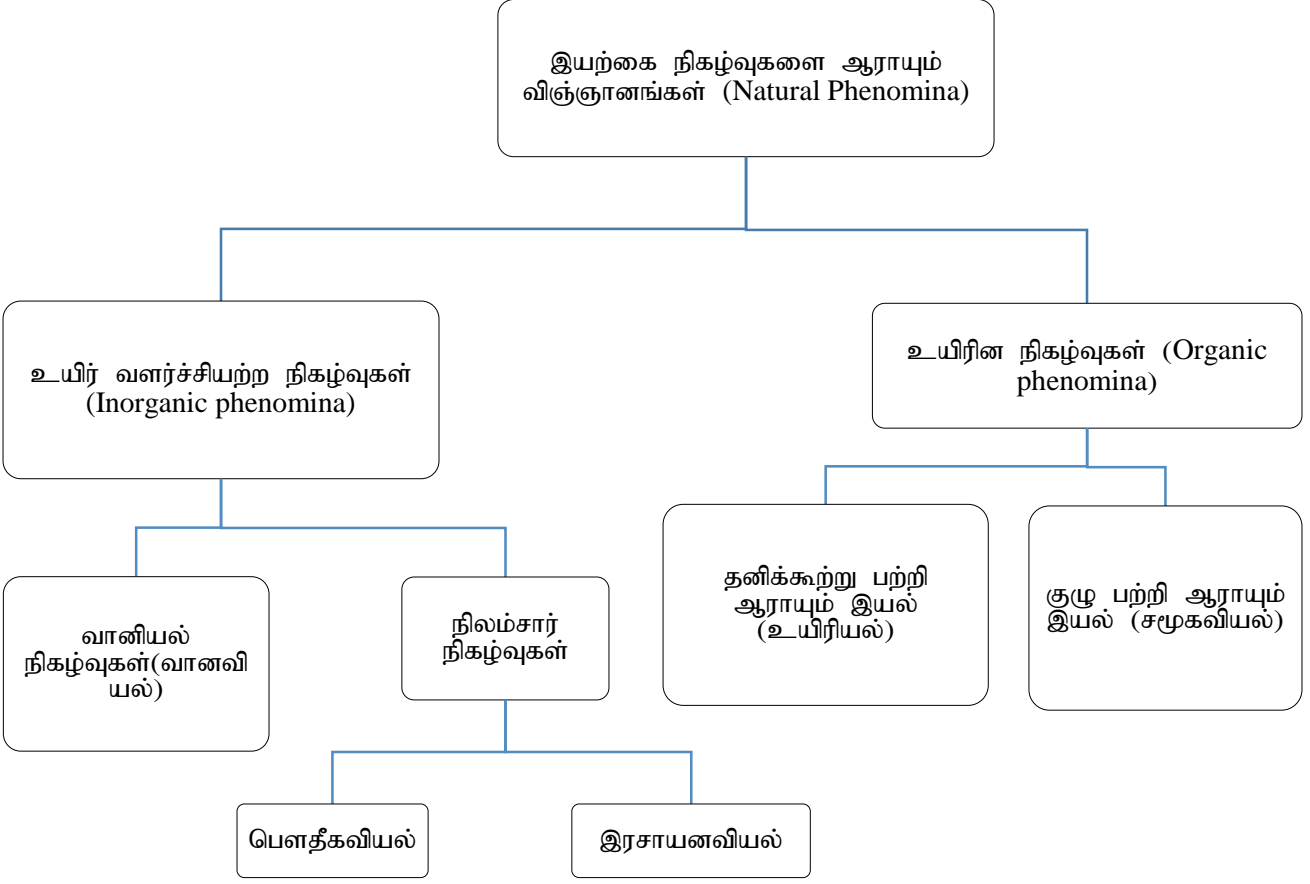 இயற்கை நிகழ்வுகளை ஆராயும்
விஞ்ஞானங்கள் (Natural Phenomina)
உயிர் வளர்ச்சியற்ற நிகழ்வுகள்
(Inorganic phenomina)
உயிரின நிகழ்வுகள் (Organic
phenomina)
வானியல்
நிகழ்வுகள்(வானவி
யல்)
நிலம்சார்
நிகழ்வுகள்
தனிக்கூற்று பற்றி
ஆராயும் இயல்
(உயிரியல்)
குழு பற்றி ஆராயும்
இயல் (சமூகவியல்)
பௌதீகவியல்
இரசாயனவியல்